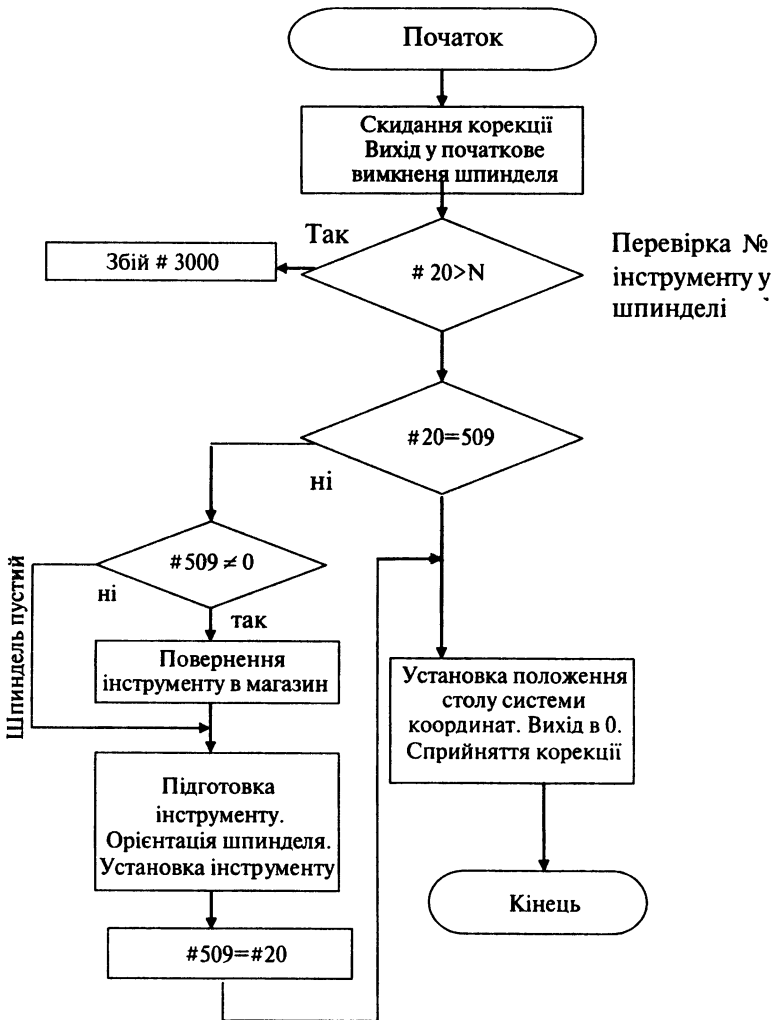 Початок
Скидання корекції
Вихід у початкове
вимкненя шпинделя
Так
Збій # 3000
# 20>N
Перевірка №
інструменту у
шпинделі
#20=509
ні
#509 ≠ 0
ні
так
Шпиндель пустий
Повернення
інструменту в магазин
Установка положення
столу системи
координат. Вихід в 0.
Сприйняття корекції
Підготовка
інструменту.
Орієнтація шпинделя.
Установка інструменту
Кінець
#509=#20